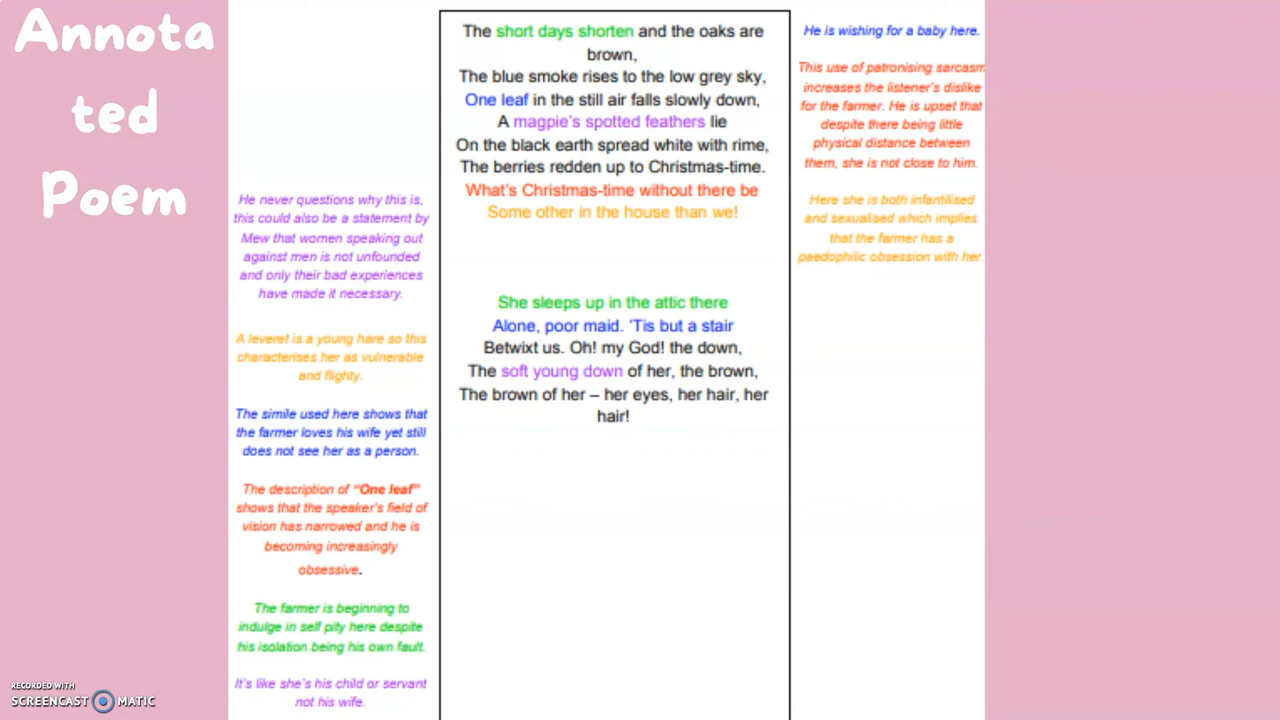 Annota
ted
Poem
He never questions why this is,
this could also be a statement by
Mew that women speaking out
against men is not unfounded
and only their bad experiences
have made it necessary.
A leveret is a young hare so this
characterises her as vulnerable
and flighty.
The simile used here shows that
the farmer loves his wife yet still
does not see her as a person.
The description of “One leaf”
shows that the speaker’s field of
vision has narrowed and he is
becoming increasingly
obsessive.
The farmer is beginning to
indulge in self pity here despite
his isolation being his own fault.
It’s like she’s his child or servant
not his wife.
The short days shorten and the oaks are
brown,
The blue smoke rises to the low grey sky,
One leaf in the still air falls slowly down,
A magpie’s spotted feathers lie
On the black earth spread white with rime,
The berries redden up to Christmas-time.
What’s Christmas-time without there be
Some other in the house than we!
She sleeps up in the attic there
Alone, poor maid. ’Tis but a stair
Betwixt us. Oh! my God! the down,
The soft young down of her, the brown,
The brown of her – her eyes, her hair, her
hair!
He is wishing for a baby here.
This use of patronising sarcasm
increases the listener’s dislike
for the farmer. He is upset that
despite there being little
physical distance between
them, she is not close to him.
Here she is both infantilised
and sexualised which implies
that the farmer has a
paedophilic obsession with her.
RECORDED WITH
SCREENCAST MATIC